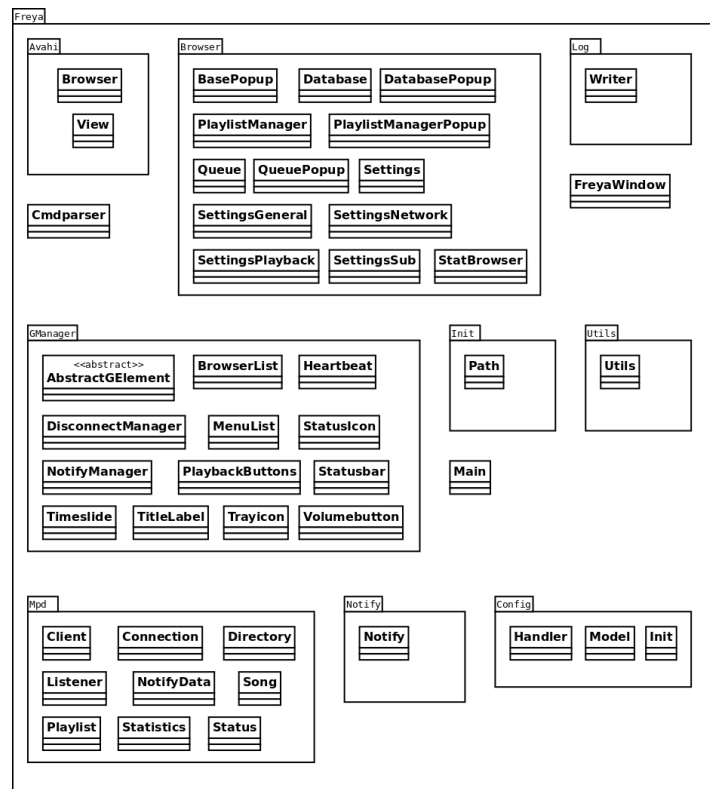 Freya
Avahi
Browser
View
Browser
BasePopup Database DatabasePopup
PlaylistManager PlaylistManagerPopup
Queue QueuePopup Settings
SettingsGeneral SettingsNetwork
SettingsPlayback SettingsSub StatBrowser
Log
Writer
FreyaWindow
Cmdparser
GManager
<<abstract>>
AbstractGElement BrowserList Heartbeat
DisconnectManager MenuList StatusIcon
NotifyManager PlaybackButtons Statusbar
Timeslide TitleLabel Trayicon Volumebutton
Init
Path
Utils
Utils
Main
Mpd
Client Connection Directory
Listener NotifyData Song
Playlist Statistics Status
Notify
Notify
Config
Handler Model Init